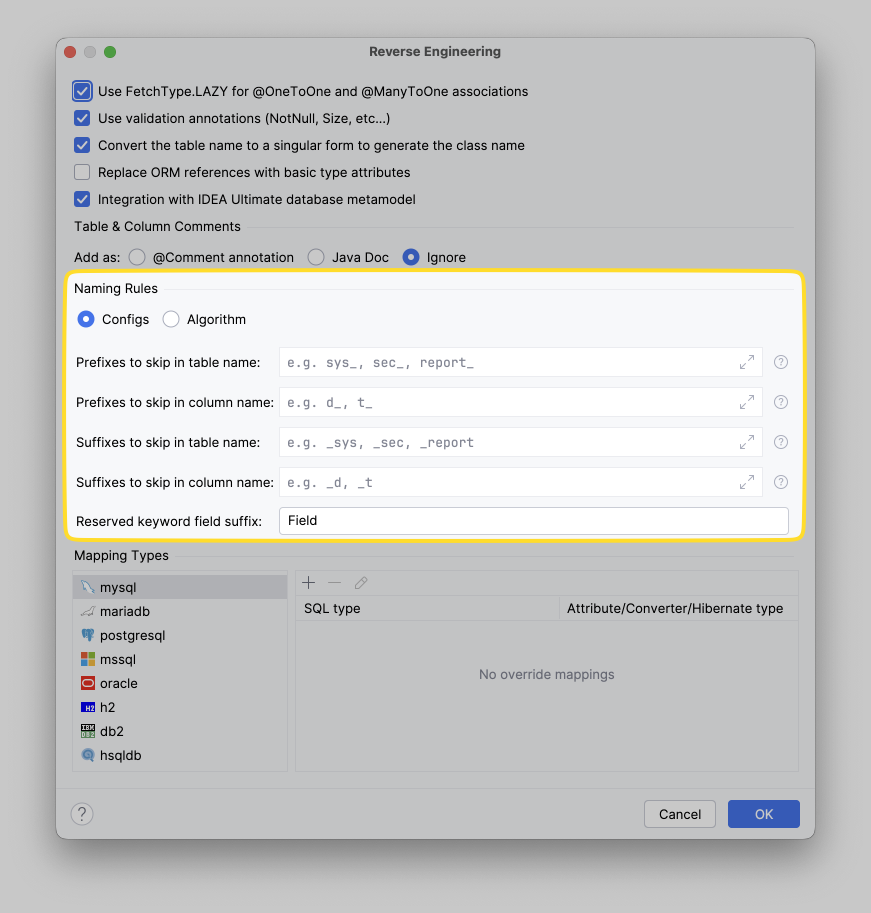 Reverse Engineering
Use FetchType.LAZY for @OneToOne and @ManyToOne associations
Use validation annotations (NotNull, Size, etc...)
Convert the table name to a singular form to generate the class name
Replace ORM references with basic type attributes
Integration with IDEA Ultimate database metamodel
Table & Column Comments
Add as: @Comment annotation Java Doc Ignore
Naming Rules
Configs Algorithm
Prefixes to skip in table name: e.g. sys_, sec_, report_ ?
Prefixes to skip in column name: e.g. d_, t_ ?
Suffixes to skip in table name: e.g. _sys, _sec, _report ?
Suffixes to skip in column name: e.g. _d, _t ?
Reserved keyword field suffix: Field
Mapping Types
mysql
mariadb
postgresql
mssql
oracle
H2 h2
IBM DB2 db2
hsqldb
SQL type Attribute/Converter/Hibernate type
No override mappings
? Cancel OK